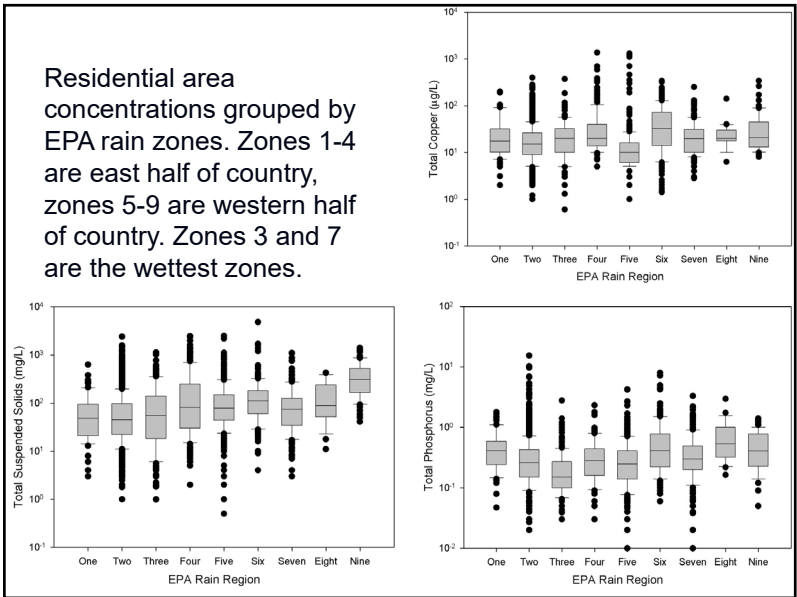 Residential area
concentrations grouped by
EPA rain zones. Zones 1-4
are east half of country,
zones 5-9 are western half
of country. Zones 3 and 7
are the wettest zones.
Total Copper (µg/L)
10⁴
10³
10²
10¹
10⁰
10⁻¹
One Two Three Four Five Six Seven Eight Nine
EPA Rain Region
Total Suspended Solids (mg/L)
10⁴
10³
10²
10¹
10⁰
10⁻¹
One Two Three Four Five Six Seven Eight Nine
EPA Rain Region
Total Phosphorus (mg/L)
10²
10¹
10⁰
10⁻¹
10⁻²
One Two Three Four Five Six Seven Eight Nine
EPA Rain Region